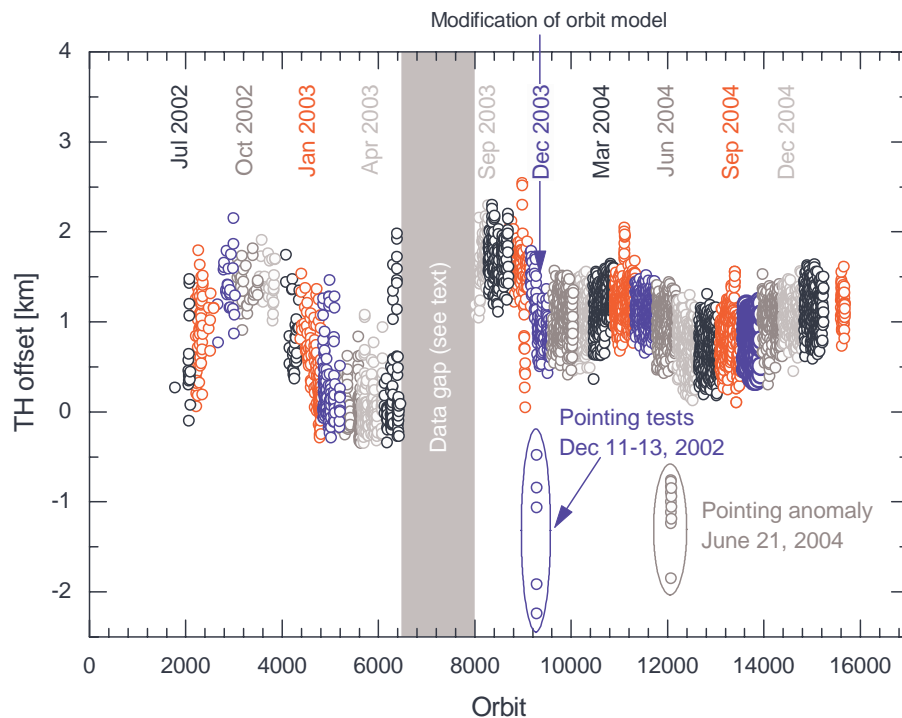 Modification of orbit model
4
3
2
1
0
-1
-2
TH offset [km]
Jul 2002
Oct 2002
Jan 2003
Apr 2003
Sep 2003
Dec 2003
Mar 2004
Jun 2004
Sep 2004
Dec 2004
Data gap (see text)
Pointing tests
Dec 11-13, 2002
Pointing anomaly
June 21, 2004
0 2000 4000 6000 8000 10000 12000 14000 16000
Orbit